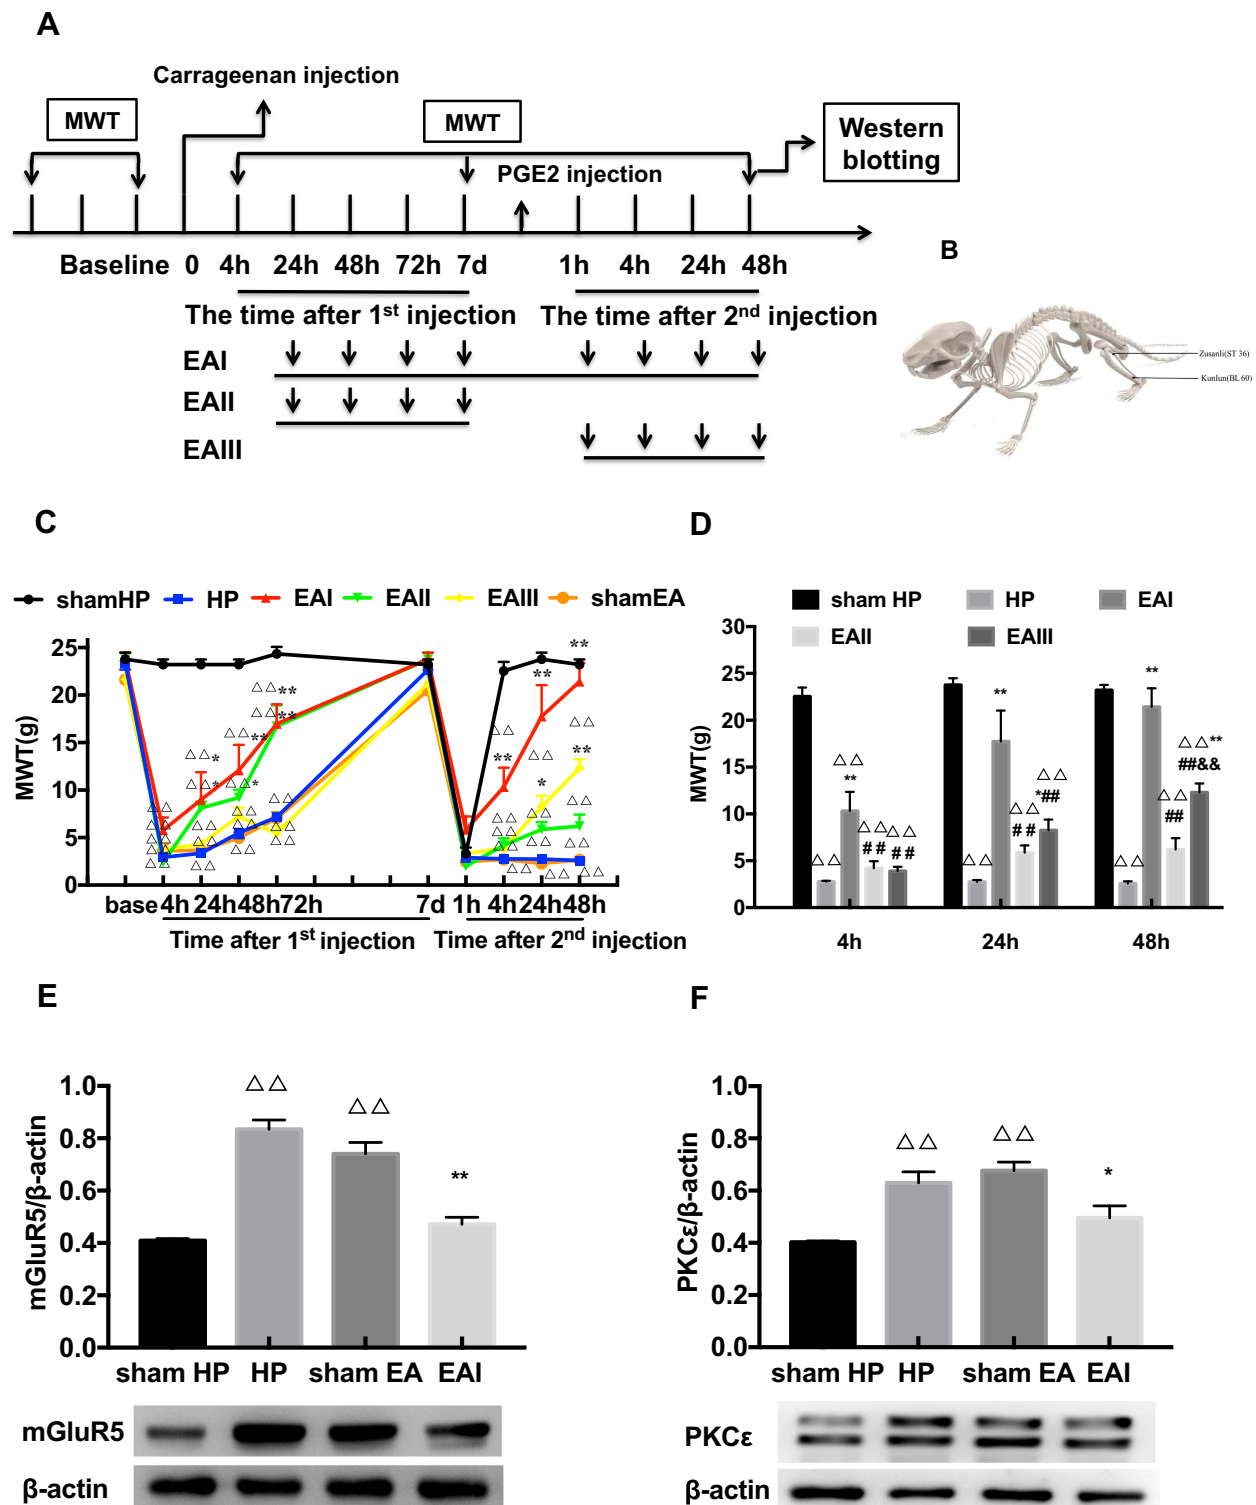 A
Carrageenan injection
MWT
MWT
Western
blotting
PGE2 injection
Baseline 0 4h 24h 48h 72h 7d 1h 4h 24h 48h
The time after 1st injection The time after 2nd injection
EAI
EAII
EAIII
B
Zusanli(ST 36)
Kunlun(BL 60)
C
shamHP HP EAI EAII EAIII shamEA
MWT(g)
25
20
15
10
5
0
base 4h 24h 48h 72h 7d 1h 4h 24h 48h
Time after 1st injection Time after 2nd injection
D
sham HP HP EAI
EAII EAIII
MWT(g)
30
25
20
15
10
5
0
△△ △△ ** △△ ## △△ ##
△△ ** △△ ## △△ *##
△△ ** △△ ## △△** ##&&
4h 24h 48h
E
mGluR5/β-actin
1.0
0.8
0.6
0.4
0.2
0.0
△△ △△ **
sham HP HP sham EA EAI
mGluR5
β-actin
F
PKCε/β-actin
1.0
0.8
0.6
0.4
0.2
0.0
△△ △△ *
sham HP HP sham EA EAI
PKCε
β-actin